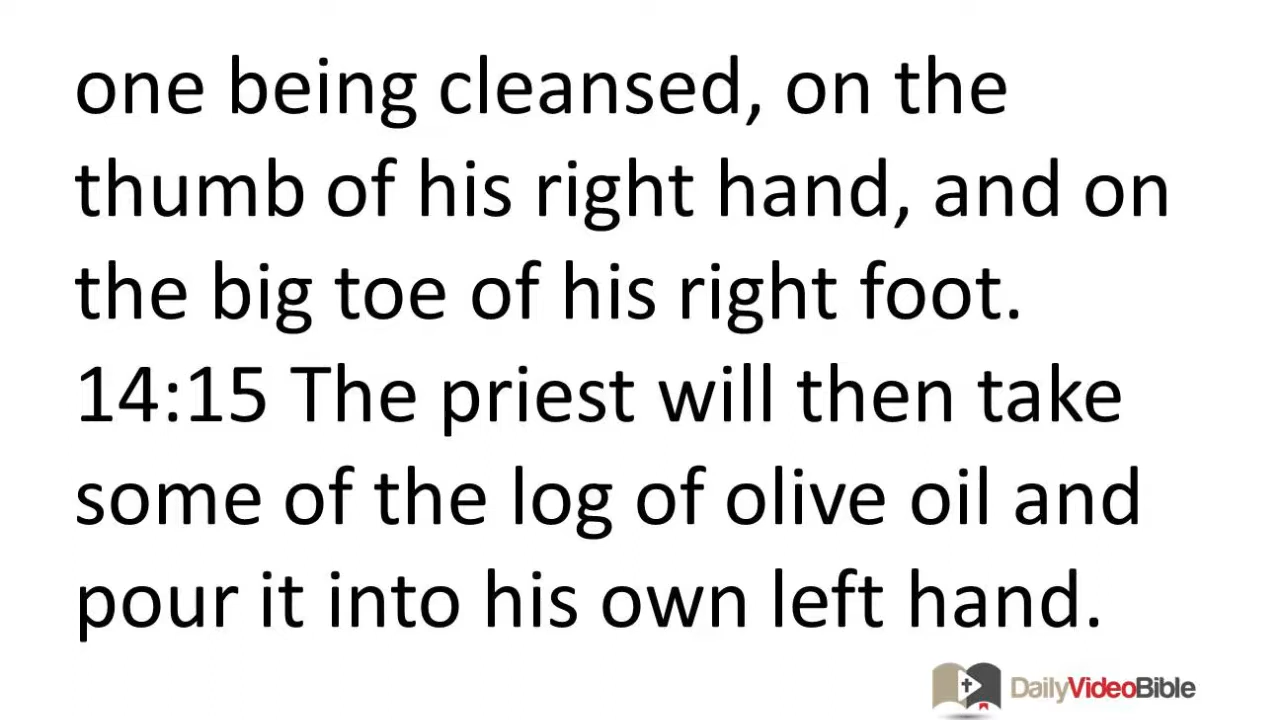 one being cleansed, on the
thumb of his right hand, and on
the big toe of his right foot.
14:15 The priest will then take
some of the log of olive oil and
pour it into his own left hand.
DailyVideoBible